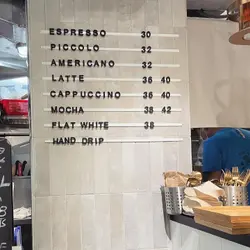 ESPRESSO 30
PICCOLO 32
AMERICANO 32
LATTE 36 40
CAPPUCCINO 36 40
MOCHA 38 42
FLAT WHITE 38
HAND DRIP